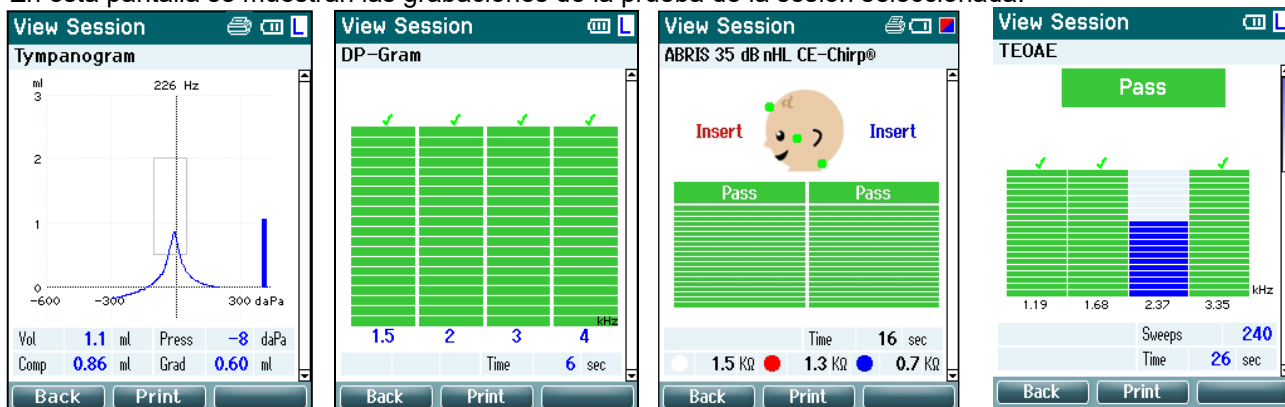 En esta pantalla se muestran las grabaciones de la prueba de la sesión seleccionada.
View Session L
Tympanogram
ml 226 Hz
3
2
1
0
-600 -300 300 daPa
Vol 1.1 ml Press -8 daPa
Comp 0.86 ml Grad 0.60 ml
Back Print
View Session L
DP-Gram
kHz
1.5 2 3 4
Time 6 sec
Back Print
View Session
ABRIS 35 dB nHL CE-Chirp®
Insert Insert
Pass Pass
Time 16 sec
1.5 KΩ 1.3 KΩ 0.7 KΩ
Back Print
View Session L
TEOAE
Pass
kHz
1.19 1.68 2.37 3.35
Sweeps 240
Time 26 sec
Back Print